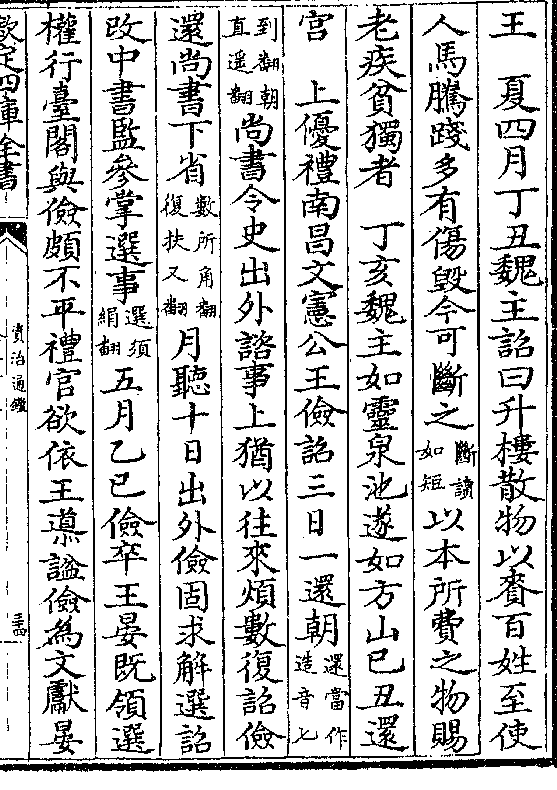 王　夏四月丁丑魏主詔曰升樓散物以賚百姓至使
人馬騰踐多有傷毀今可斷之斷讀如短以本所費之物賜
老疾貧獨者　丁亥魏主如靈泉池遂如方山己丑還
宮　上優禮南昌文憲公王儉詔三日一還朝還當作造音七
到翻朝直遥翻尚書令史出外諮事上猶以往來煩數復詔儉
還尚書下省數所角翻復扶又翻月聽十日出外儉固求解選詔
改中書監參掌選事選須絹翻五月乙巳儉卒王晏既領選
權行臺閣與儉頗不平禮官欲依王導謚儉為文獻晏
欽定四庫全書
資治通鑑